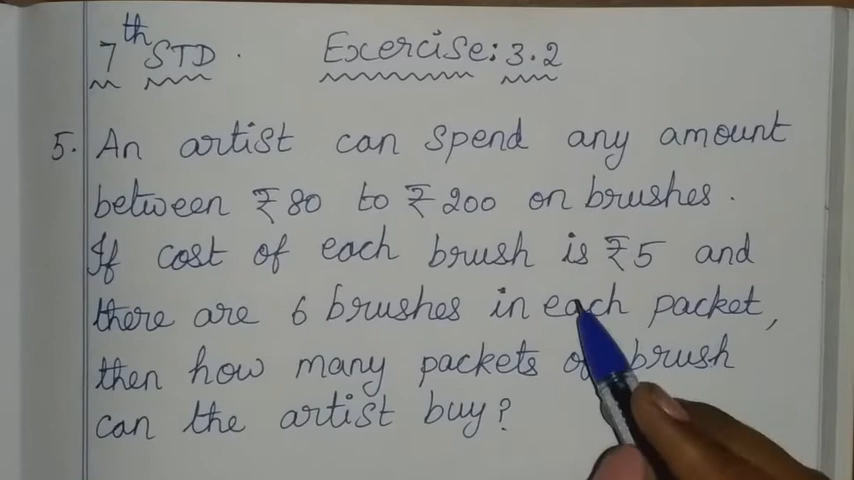 7th STD. Exercise: 3.2
5. An artist can spend any amount
between ₹80 to ₹200 on brushes.
If cost of each brush is ₹5 and
there are 6 brushes in each packet,
then how many packets of brush
can the artist buy?